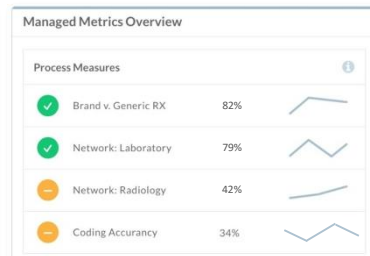 Managed Metrics Overview
Process Measures
Brand v. Generic RX 82%
Network: Laboratory 79%
Network: Radiology 42%
Coding Accurancy 34%